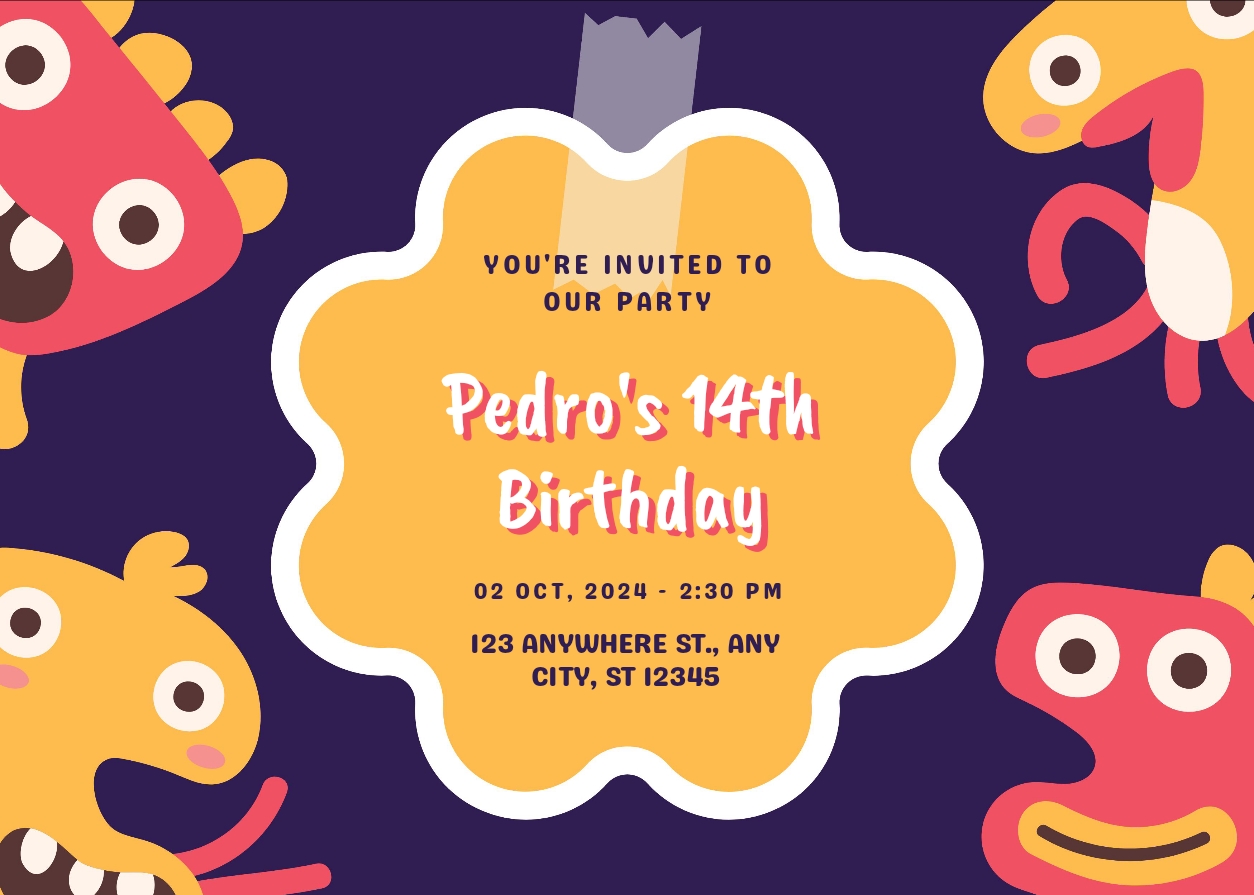 YOU'RE INVITED TO
OUR PARTY
Pedro's 14th
Birthday
02 OCT, 2024 - 2:30 PM
123 ANYWHERE ST., ANY
CITY, ST 12345